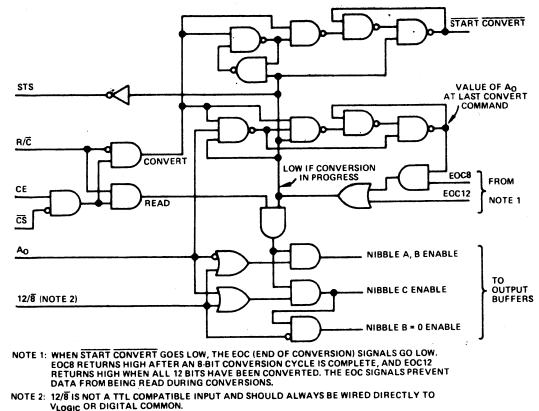 START CONVERT
STS
VALUE OF A0
AT LAST CONVERT
COMMAND
R/C
CONVERT
LOW IF CONVERSION
IN PROGRESS
EOC8
EOC12
FROM
NOTE 1
CE
CS
READ
A0
NIBBLE A, B ENABLE
12/8 (NOTE 2)
NIBBLE C ENABLE
TO
OUTPUT
BUFFERS
NIBBLE B = 0 ENABLE
NOTE 1: WHEN START CONVERT GOES LOW, THE EOC (END OF CONVERSION) SIGNALS GO LOW.
EOC8 RETURNS HIGH AFTER AN 8-BIT CONVERSION CYCLE IS COMPLETE, AND EOC12
RETURNS HIGH WHEN ALL 12 BITS HAVE BEEN CONVERTED. THE EOC SIGNALS PREVENT
DATA FROM BEING READ DURING CONVERSIONS.
NOTE 2: 12/8 IS NOT A TTL COMPATIBLE INPUT AND SHOULD ALWAYS BE WIRED DIRECTLY TO
VLOGIC OR DIGITAL COMMON.